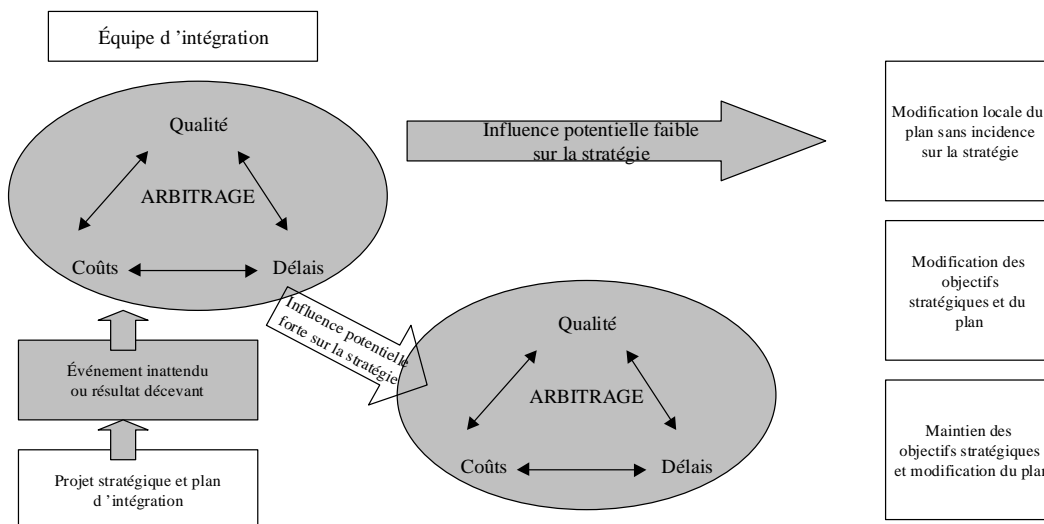 Équipe d ’intégration
Qualité
ARBITRAGE
Coûts
Délais
Influence potentielle faible
sur la stratégie
Modification locale du
plan sans incidence
sur la stratégie
Influence potentielle
forte sur la stratégie
Modification des
objectifs
stratégiques et du
plan
Événement inattendu
ou résultat décevant
Qualité
ARBITRAGE
Coûts
Délais
Projet stratégique et plan
d ’intégration
Maintien des
objectifs stratégiques
et modification du plan